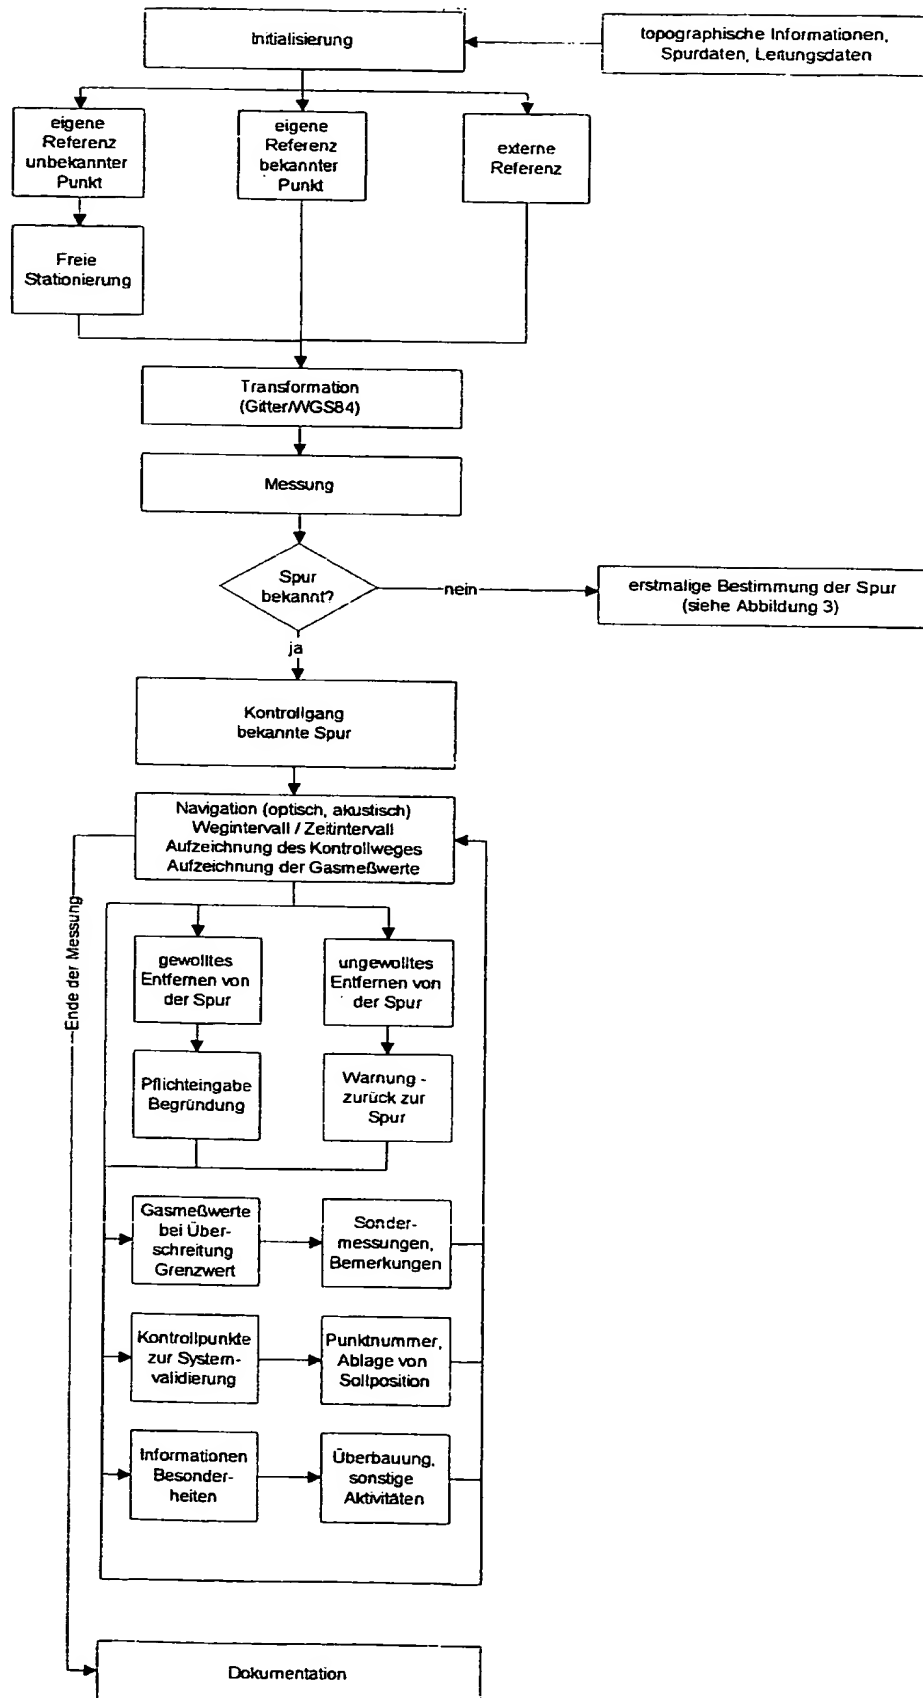 Initialisierung
topographische Informationen,
Spurdaten, Leitungsdaten
eigene
Referenz
unbekannter
Punkt
eigene
Referenz
bekannter
Punkt
externe
Referenz
Freie
Stationierung
Transformation
(Gitter/WGS84)
Messung
Spur
bekannt?
nein
erstmalige Bestimmung der Spur
(siehe Abbildung 3)
ja
Kontrollgang
bekannte Spur
Navigation (optisch, akustisch)
Wegintervall / Zeitintervall
Aufzeichnung des Kontrollweges
Aufzeichnung der Gasmeßwerte
Ende der Messung
gewolltes
Entfernen von
der Spur
ungewolltes
Entfernen von
der Spur
Pflichteingabe
Begründung
Warnung -
zurück zur
Spur
Gasmeßwerte
bei Über-
schreitung
Grenzwert
Sonder-
messungen,
Bemerkungen
Kontrollpunkte
zur System-
validierung
Punktnummer,
Ablage von
Sollposition
Informationen
Besonder-
heiten
Überbauung,
sonstige
Aktivitäten
Dokumentation